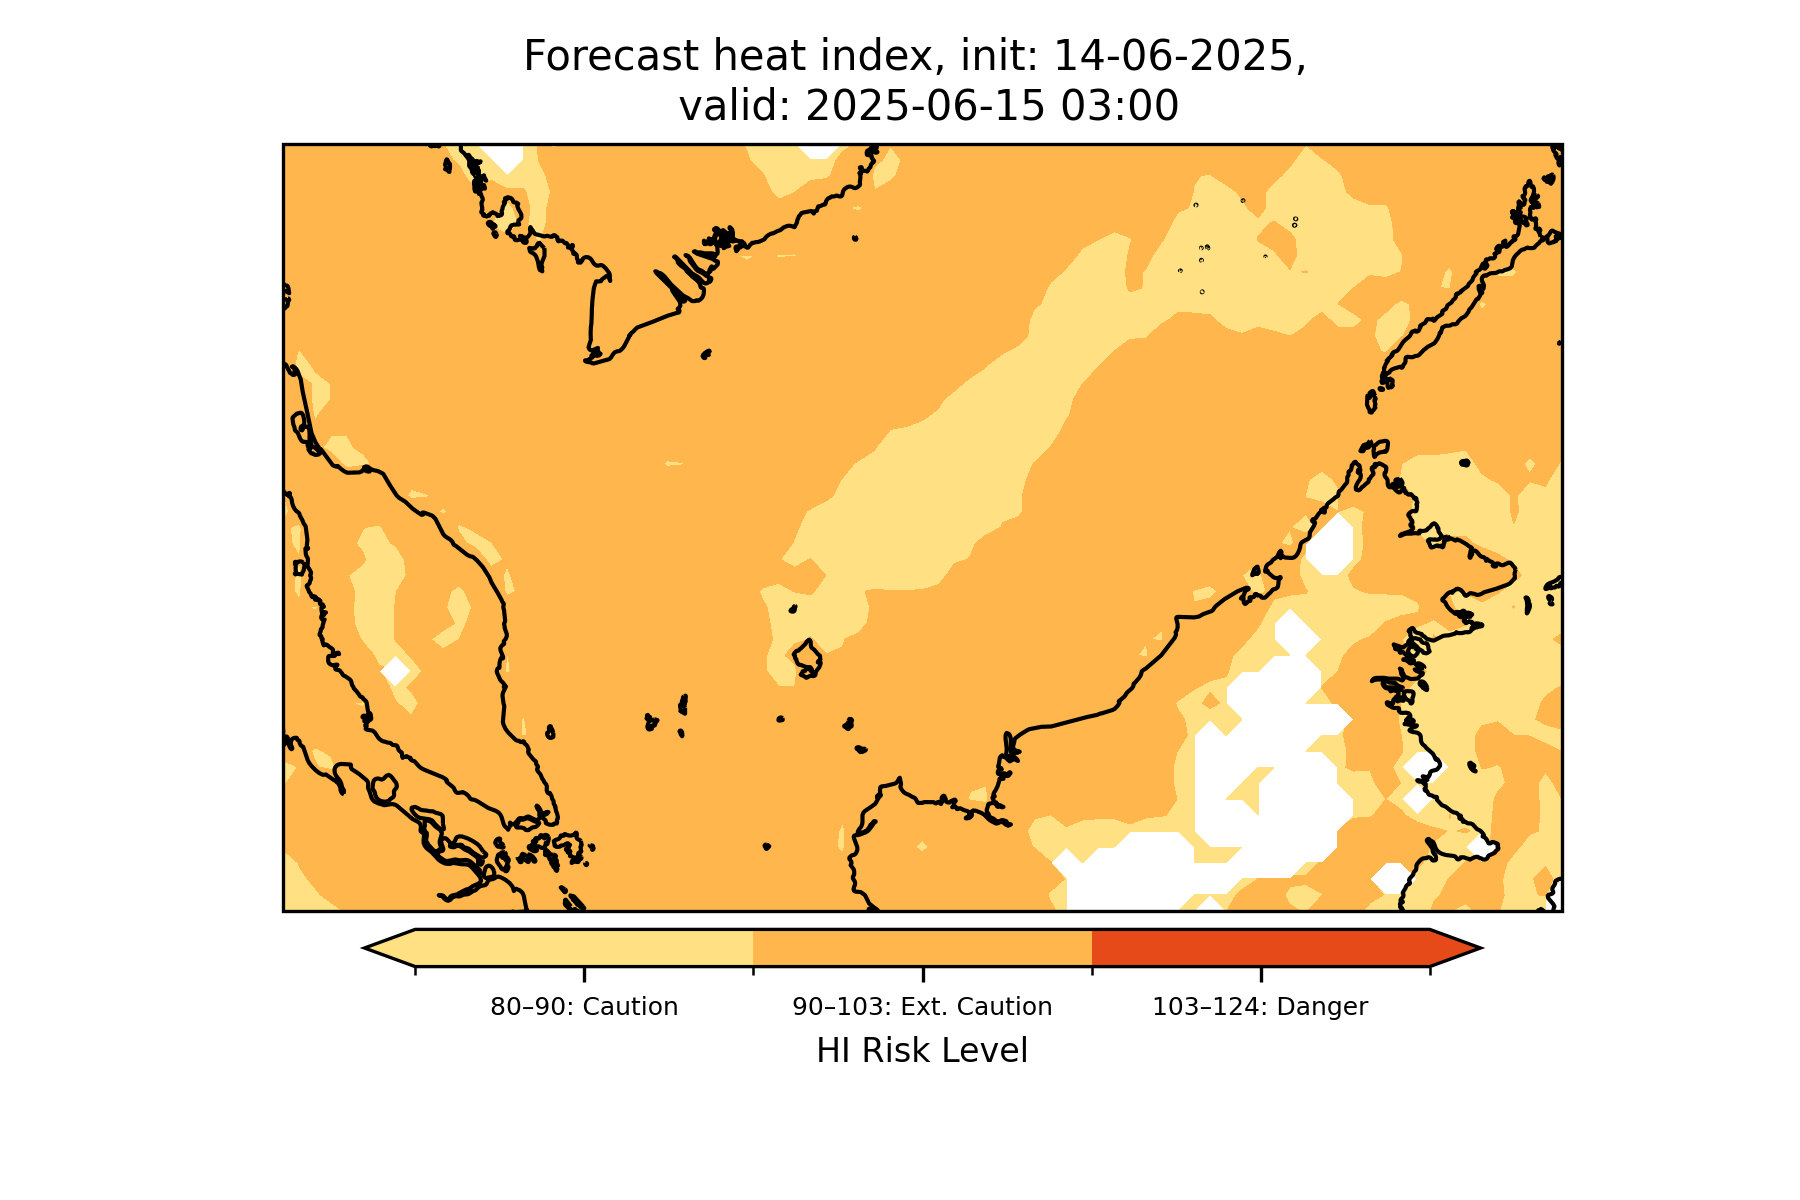 Forecast heat index, init: 14-06-2025,
valid: 2025-06-15 03:00
80–90: Caution
90–103: Ext. Caution
103–124: Danger
HI Risk Level